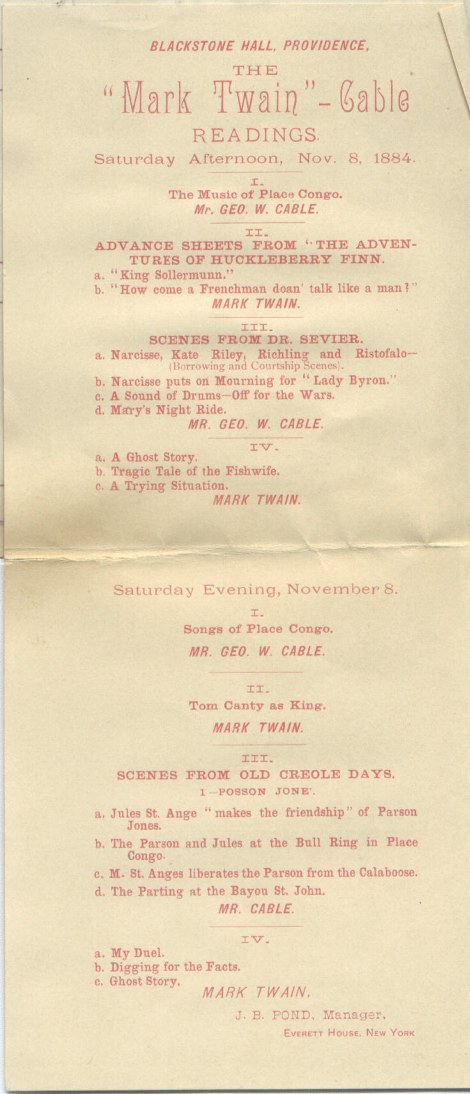 BLACKSTONE HALL, PROVIDENCE,
THE
"Mark Twain" - Cable
READINGS.
Saturday Afternoon, Nov. 8, 1884.
I.
The Music of Place Congo.
Mr. GEO. W. CABLE.
II.
ADVANCE SHEETS FROM "THE ADVEN-
TURES OF HUCKLEBERRY FINN.
a. "King Sollermunn."
b. "How come a Frenchman doan' talk like a man?"
MARK TWAIN.
III.
SCENES FROM DR. SEVIER.
a. Narcisse, Kate Riley, Richling and Ristofalo—
(Borrowing and Courtship Scenes).
b. Narcisse puts on Mourning for "Lady Byron."
c. A Sound of Drums—Off for the Wars.
d. Mary's Night Ride.
MR. GEO. W. CABLE.
IV.
a. A Ghost Story.
b. Tragic Tale of the Fishwife.
c. A Trying Situation.
MARK TWAIN.
Saturday Evening, November 8.
I.
Songs of Place Congo.
MR. GEO. W. CABLE.
II.
Tom Canty as King.
MARK TWAIN.
III.
SCENES FROM OLD CREOLE DAYS.
1—POSSON JONE'.
a. Jules St. Ange "makes the friendship" of Parson
Jones.
b. The Parson and Jules at the Bull Ring in Place
Congo.
c. M. St. Anges liberates the Parson from the Calaboose.
d. The Parting at the Bayou St. John.
MR. CABLE.
IV.
a. My Duel.
b. Digging for the Facts.
c. Ghost Story.
MARK TWAIN.
J. B. POND, Manager,
EVERETT HOUSE, NEW YORK